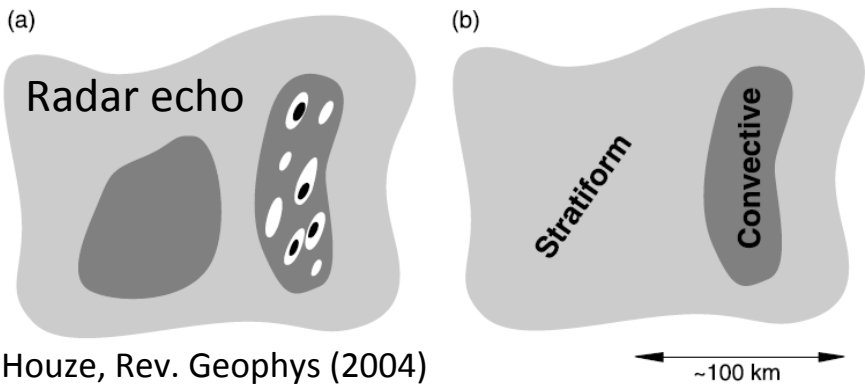 (a)
Radar echo
(b)
Stratiform
Convective
Houze, Rev. Geophys (2004)
~100 km